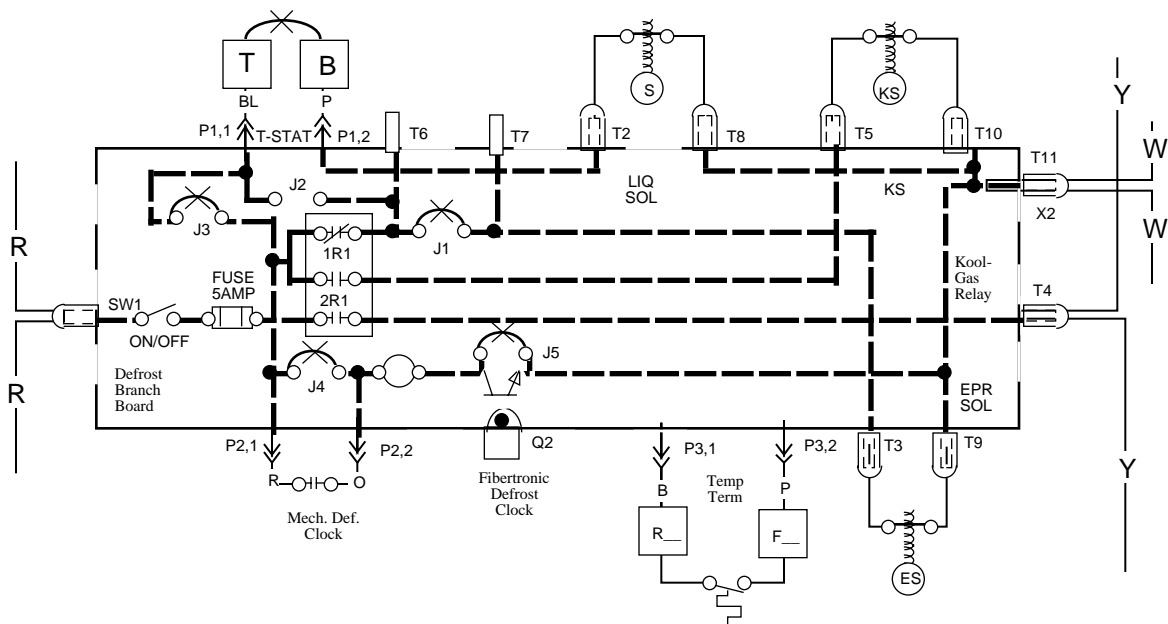 T
B
S
KS
Y
BL
P
P1,1
T-STAT
P1,2
T6
T7
T2
T8
T5
T10
T11
W
J2
LIQ
SOL
KS
X2
J3
J1
W
R
1R1
Kool-
Gas
Relay
FUSE
5AMP
SW1
2R1
T4
ON/OFF
J5
J4
Defrost
Branch
Board
EPR
SOL
R
P2,1
P2,2
Q2
P3,1
P3,2
T3
T9
R
O
Fibertronic
Defrost
Clock
B
Temp
Term
P
Y
Mech. Def.
Clock
R__
F__
ES